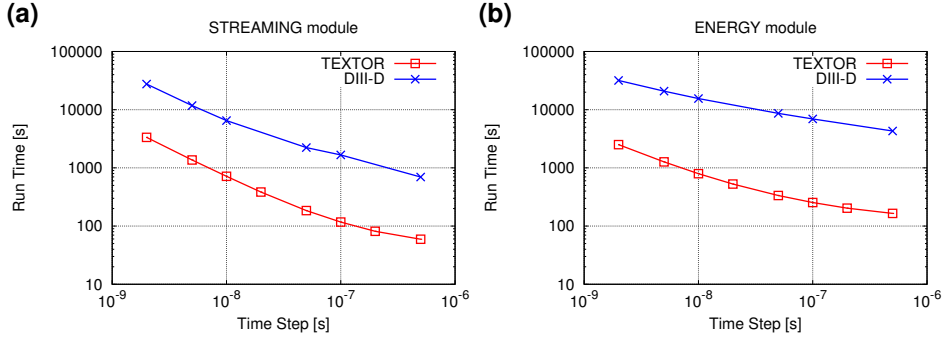 (a)
STREAMING module
100000
10000
1000
100
10
10^-9
10^-8
10^-7
10^-6
Run Time [s]
Time Step [s]
TEXTOR
DIII-D
(b)
ENERGY module
100000
10000
1000
100
10
10^-9
10^-8
10^-7
10^-6
Run Time [s]
Time Step [s]
TEXTOR
DIII-D